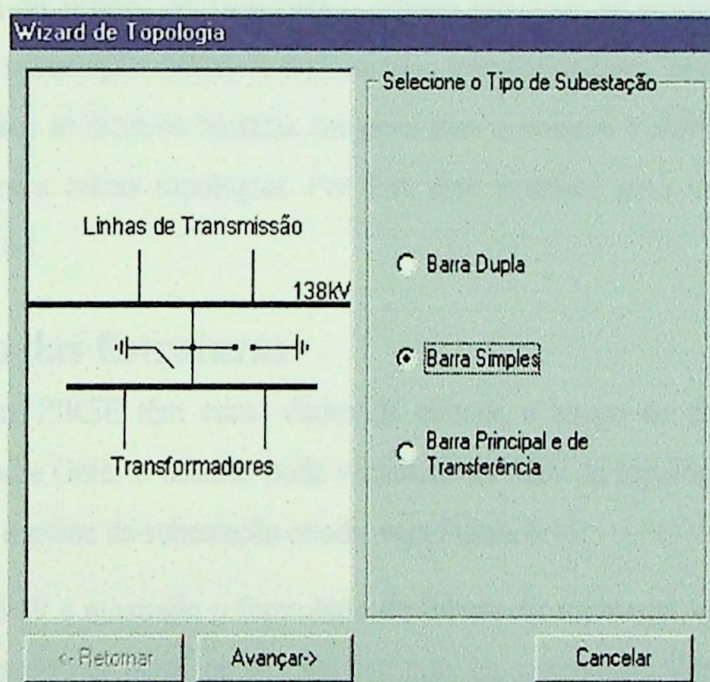 Wizard de Topologia
Selecione o Tipo de Subestação
Linhas de Transmissão
138kV
Transformadores
Barra Dupla
Barra Simples
Barra Principal e de
Transferência
<- Retornar
Avançar->
Cancelar